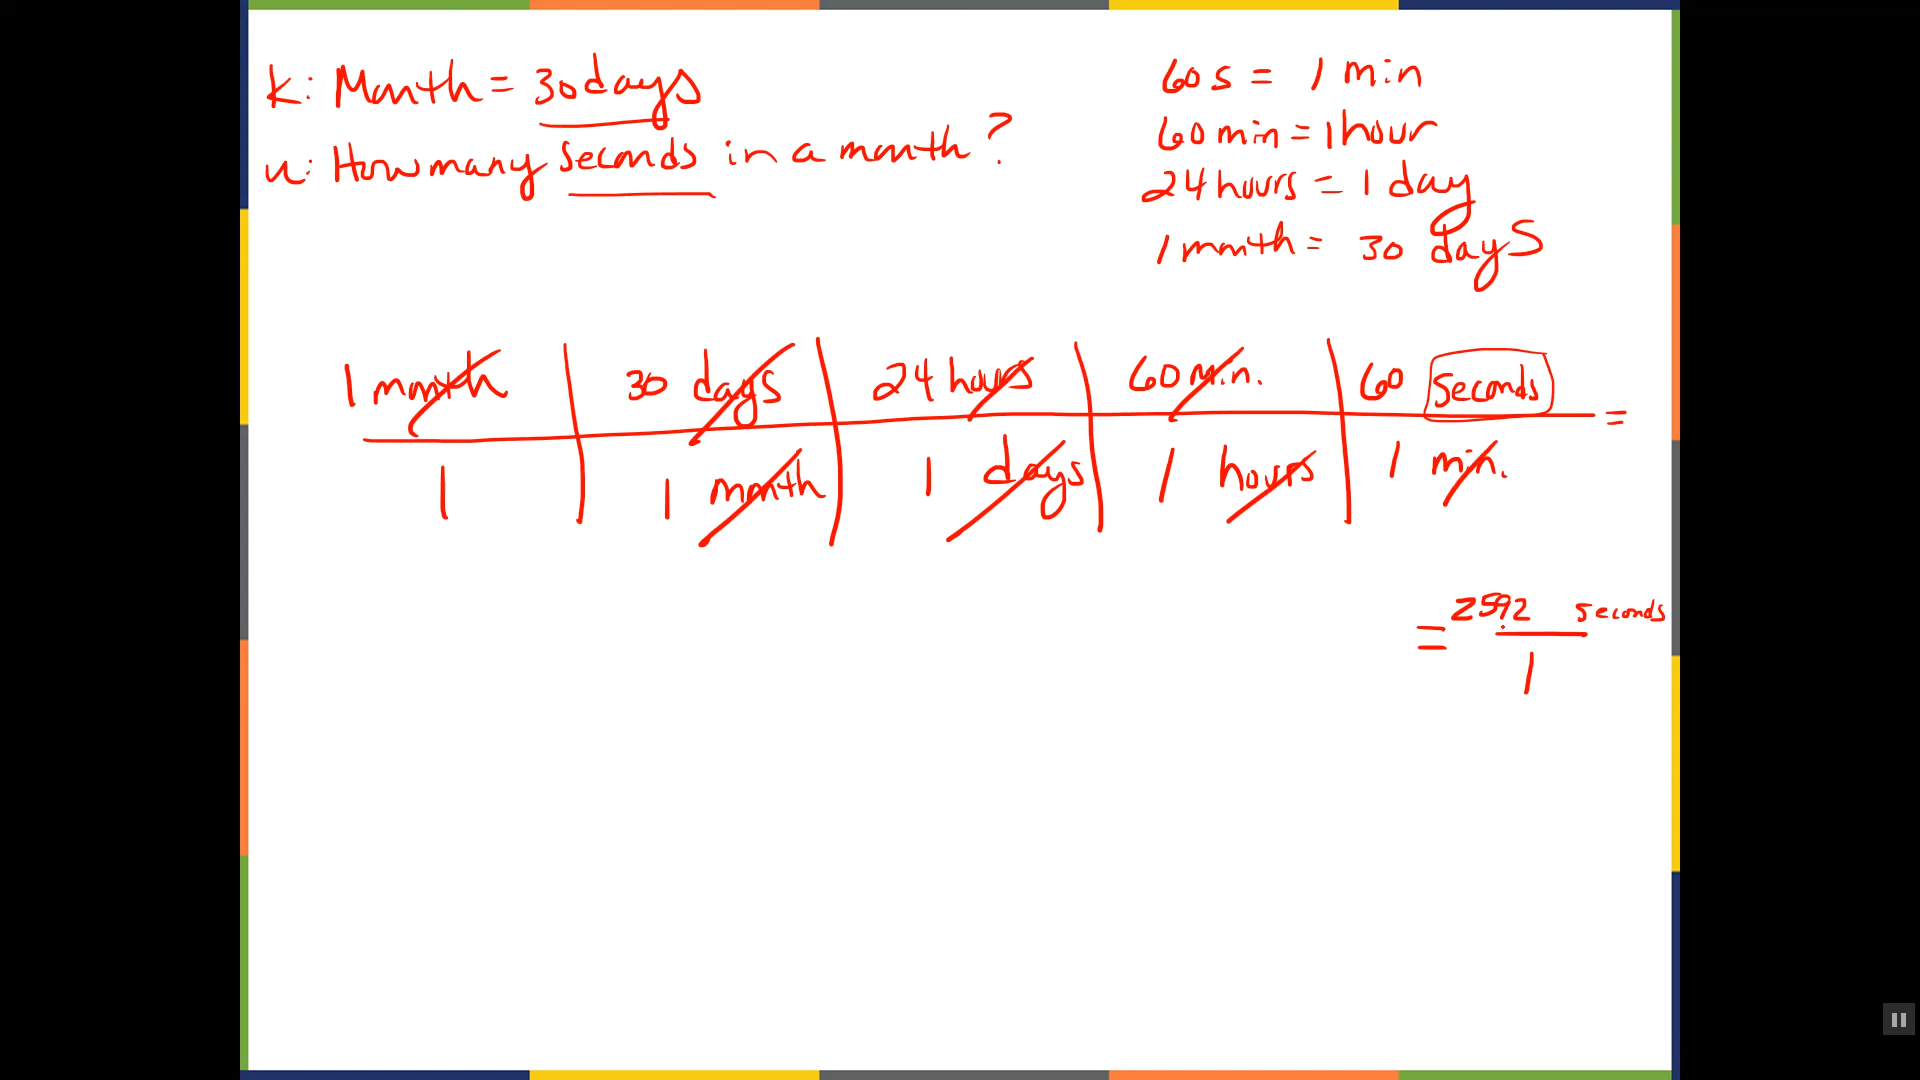 K: Month = 30 days
u: How many seconds in a month?
60 s = 1 min
60 min = 1 hour
24 hours = 1 day
1 month = 30 days
1 month | 30 days | 24 hours | 60 min. | 60 seconds =
1 | 1 month | 1 days | 1 hours | 1 min.
= 2592 seconds
1